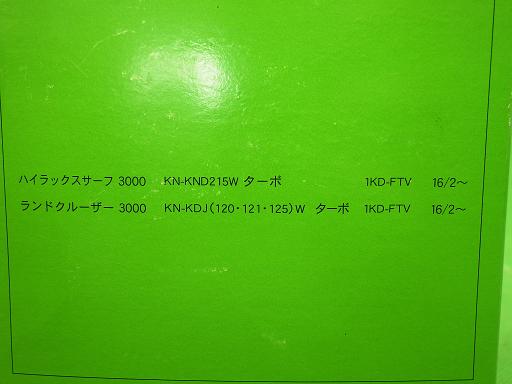 ハイラックスサーフ 3000 KN-KND215W ターボ 1KD-FTV 16/2～
ランドクルーザー 3000 KN-KDJ(120・121・125)W ターボ 1KD-FTV 16/2～